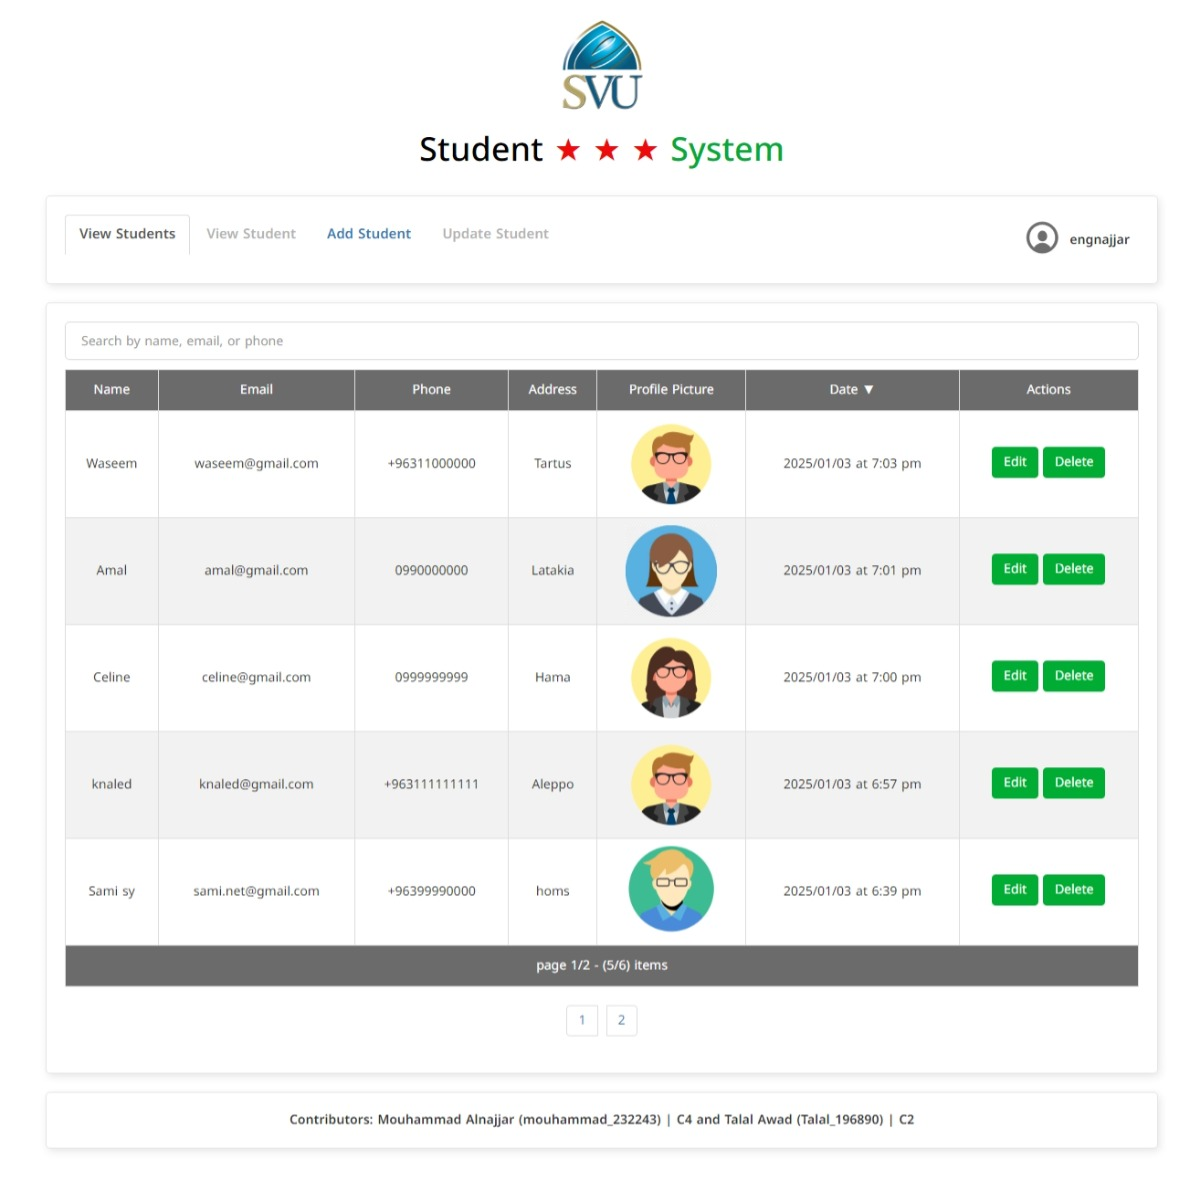 SVU
Student ★ ★ ★ System
View Students View Student Add Student Update Student engnajjar
Search by name, email, or phone
Name Email Phone Address Profile Picture Date ▼ Actions
Waseem waseem@gmail.com +96311000000 Tartus 2025/01/03 at 7:03 pm Edit Delete
Amal amal@gmail.com 0990000000 Latakia 2025/01/03 at 7:01 pm Edit Delete
Celine celine@gmail.com 0999999999 Hama 2025/01/03 at 7:00 pm Edit Delete
knaled knaled@gmail.com +963111111111 Aleppo 2025/01/03 at 6:57 pm Edit Delete
Sami sy sami.net@gmail.com +96399990000 homs 2025/01/03 at 6:39 pm Edit Delete
page 1/2 - (5/6) items
1 2
Contributors: Mouhammad Alnajjar (mouhammad_232243) | C4 and Talal Awad (Talal_196890) | C2